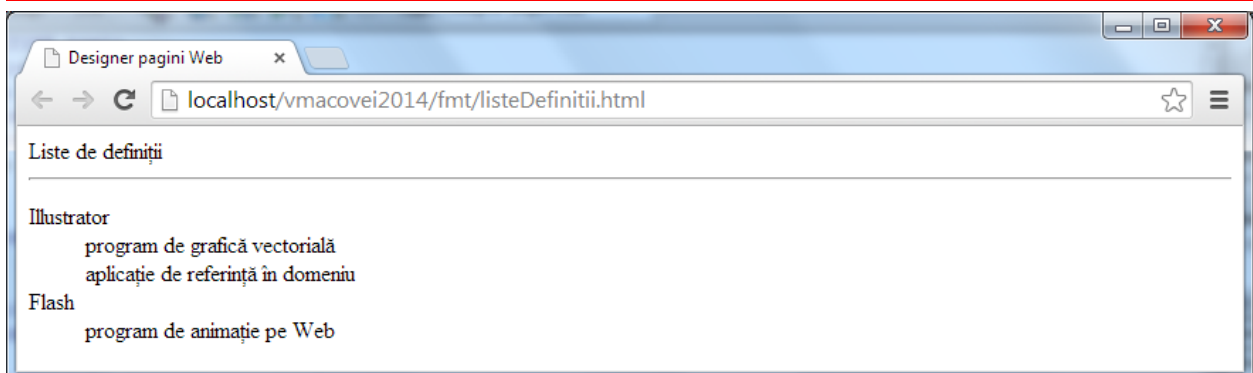 Designer pagini Web
localhost/vmacovei2014/fmt/listeDefinitii.html
Liste de definiții
Illustrator
program de grafică vectorială
aplicație de referință în domeniu
Flash
program de animație pe Web